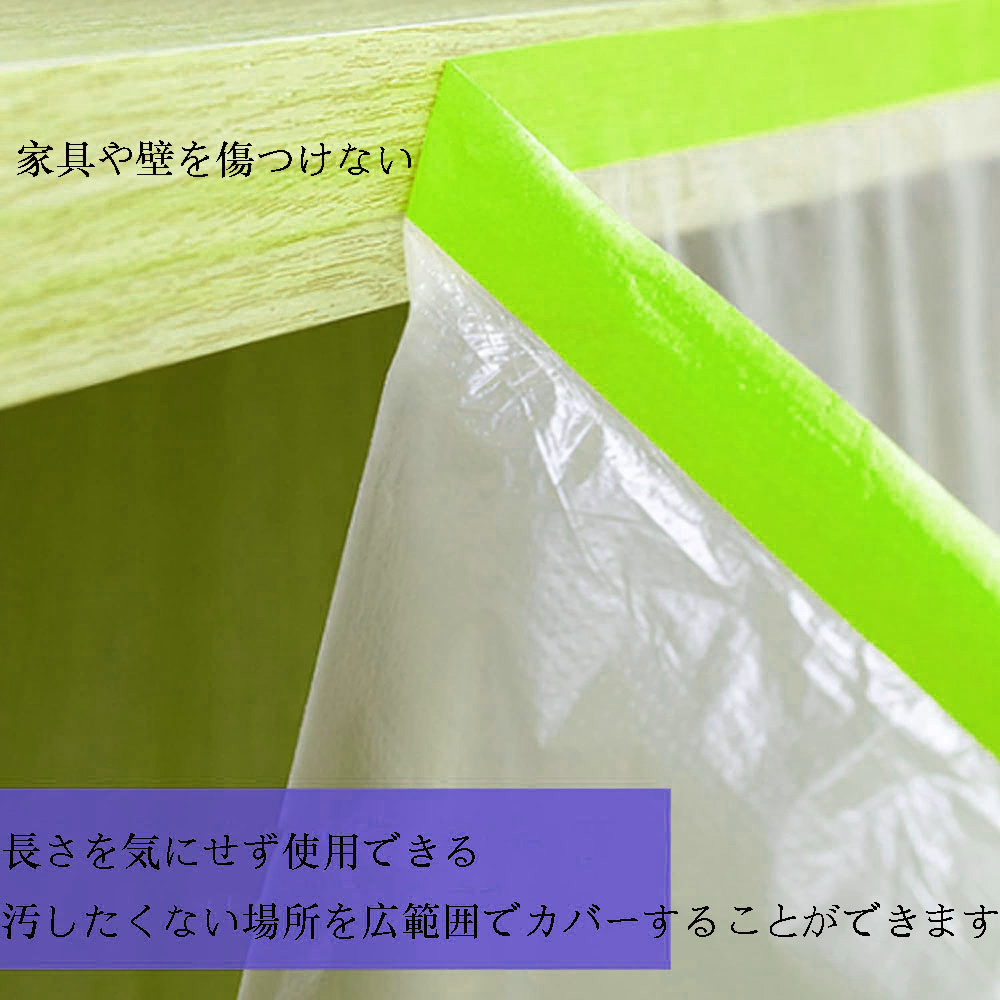 家具や壁を傷つけない
長さを気にせず使用できる
汚したくない場所を広範囲でカバーすることができます